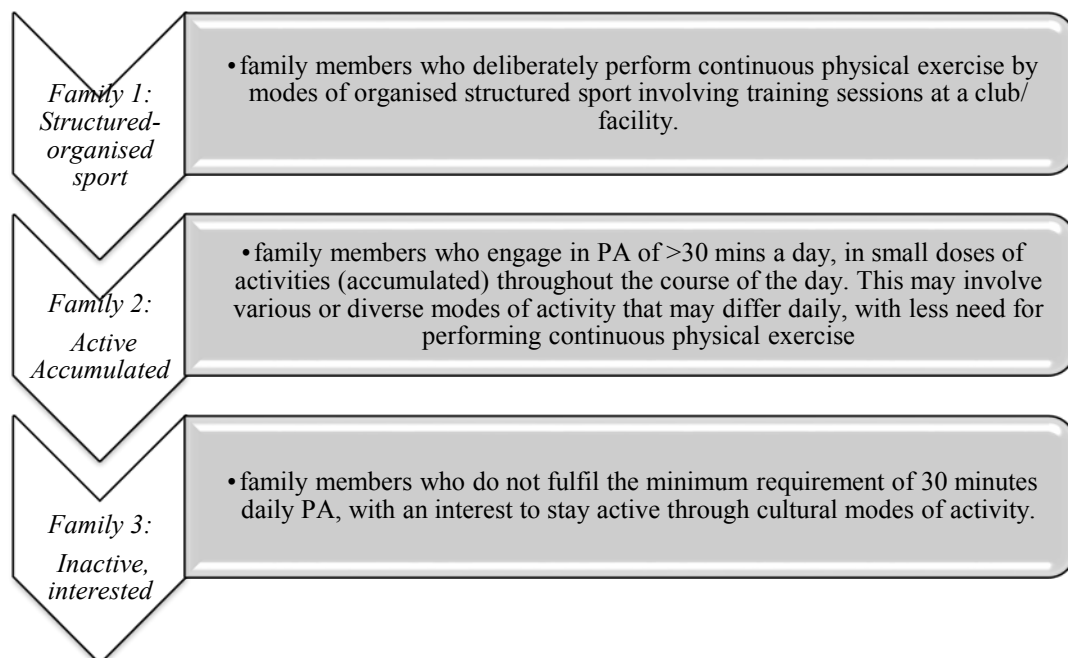 Family 1:
Structured-
organised
sport
•family members who deliberately perform continuous physical exercise by
modes of organised structured sport involving training sessions at a club/
facility.
Family 2:
Active
Accumulated
•family members who engage in PA of >30 mins a day, in small doses of
activities (accumulated) throughout the course of the day. This may involve
various or diverse modes of activity that may differ daily, with less need for
performing continuous physical exercise
Family 3:
Inactive,
interested
•family members who do not fulfil the minimum requirement of 30 minutes
daily PA, with an interest to stay active through cultural modes of activity.